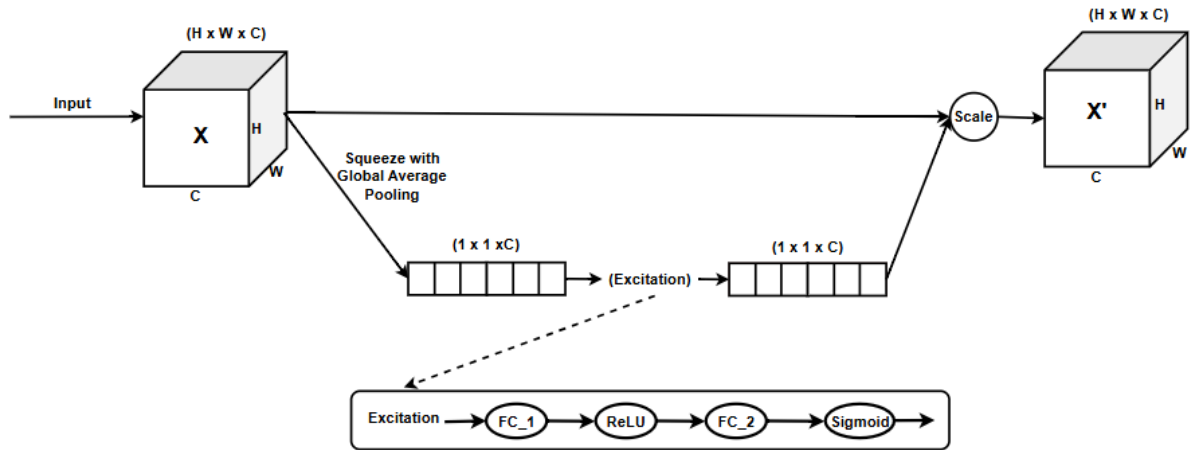 (H x W x C)
(H x W x C)
Input
X
H
W
C
Scale
X'
H
W
C
Squeeze with
Global Average
Pooling
(1 x 1 xC)
(1 x 1 x C)
(Excitation)
Excitation
FC_1
ReLU
FC_2
Sigmoid